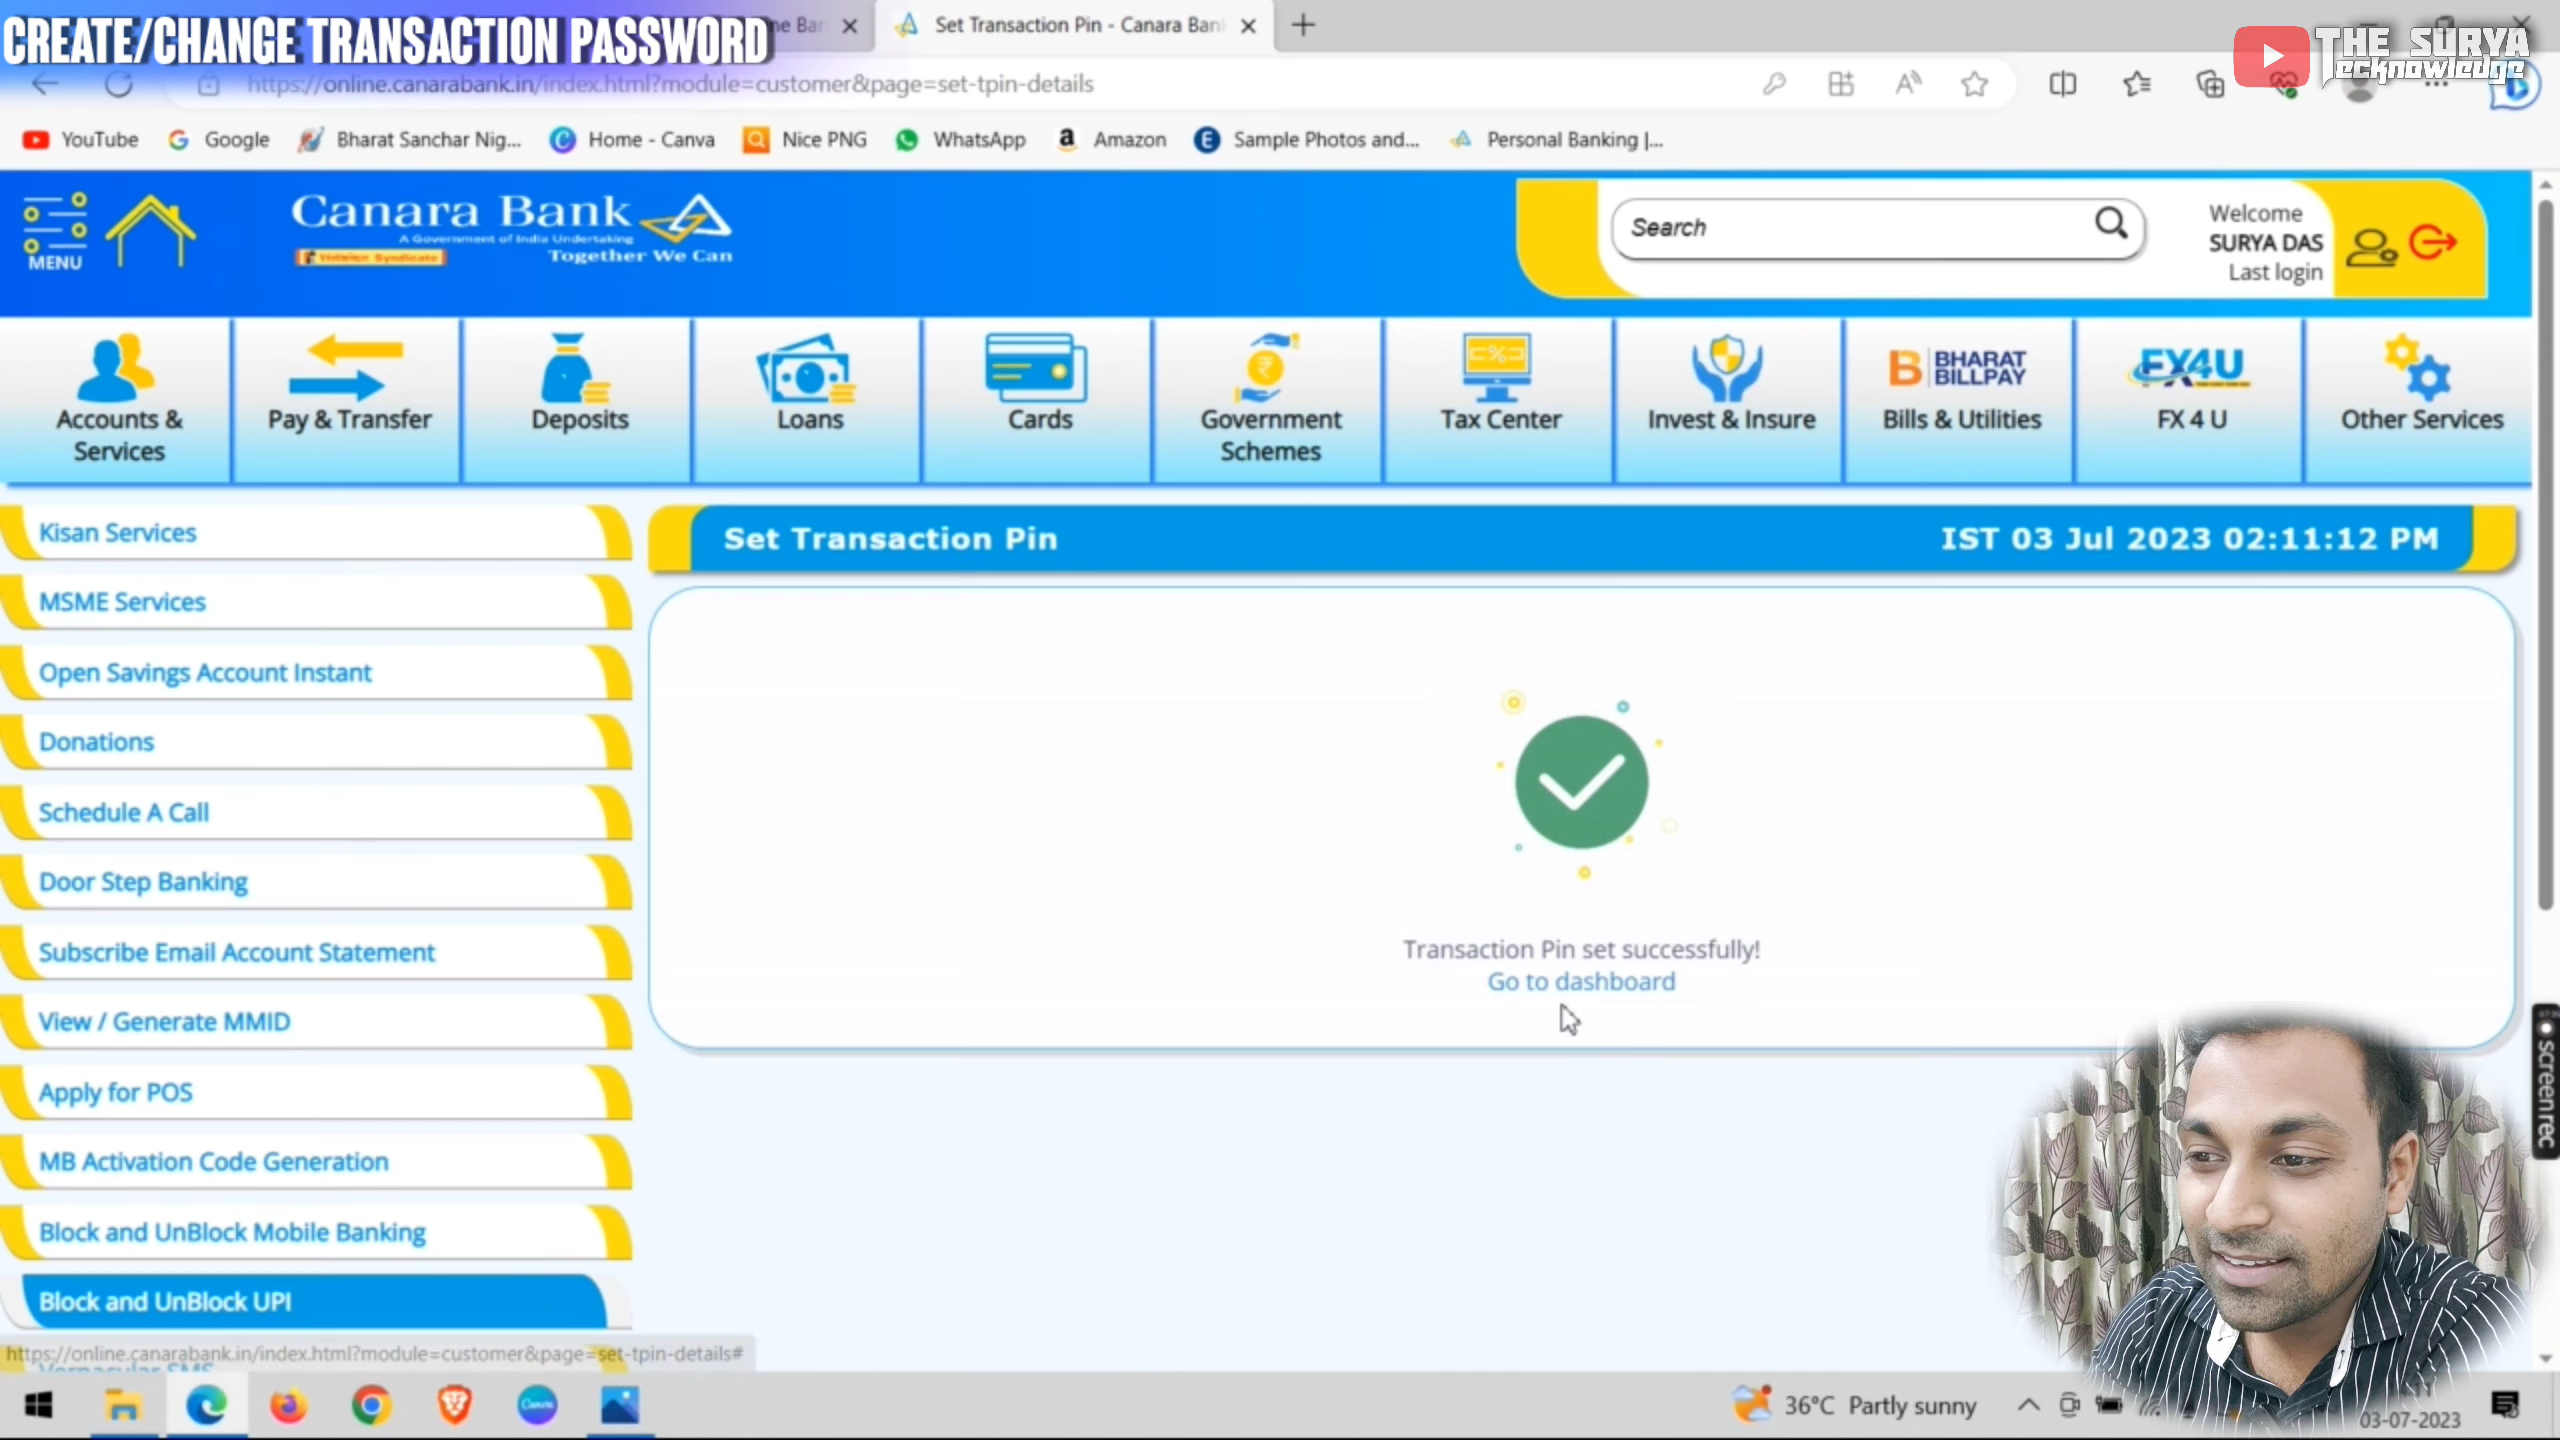 CREATE/CHANGE TRANSACTION PASSWORD
Set Transaction Pin - Canara Ban
THE SURYA
Tecknowledge
https://online.canarabank.in/index.html?module=customer&page=set-tpin-details
YouTube
Google
Bharat Sanchar Nig...
Home - Canva
Nice PNG
WhatsApp
Amazon
Sample Photos and...
Personal Banking |...
MENU
Canara Bank
A Government of India Undertaking
Syndicate
Together We Can
Search
Welcome
SURYA DAS
Last login
Accounts &
Services
Pay & Transfer
Deposits
Loans
Cards
Government
Schemes
Tax Center
Invest & Insure
B BHARAT
BILLPAY
Bills & Utilities
FX4U
FX 4 U
Other Services
Kisan Services
MSME Services
Open Savings Account Instant
Donations
Schedule A Call
Door Step Banking
Subscribe Email Account Statement
View / Generate MMID
Apply for POS
MB Activation Code Generation
Block and UnBlock Mobile Banking
Block and UnBlock UPI
Vernacular SMS
Set Transaction Pin
IST 03 Jul 2023 02:11:12 PM
Transaction Pin set successfully!
Go to dashboard
screenrec
https://online.canarabank.in/index.html?module=customer&page=set-tpin-details#
Canva
36°C Partly sunny
03-07-2023